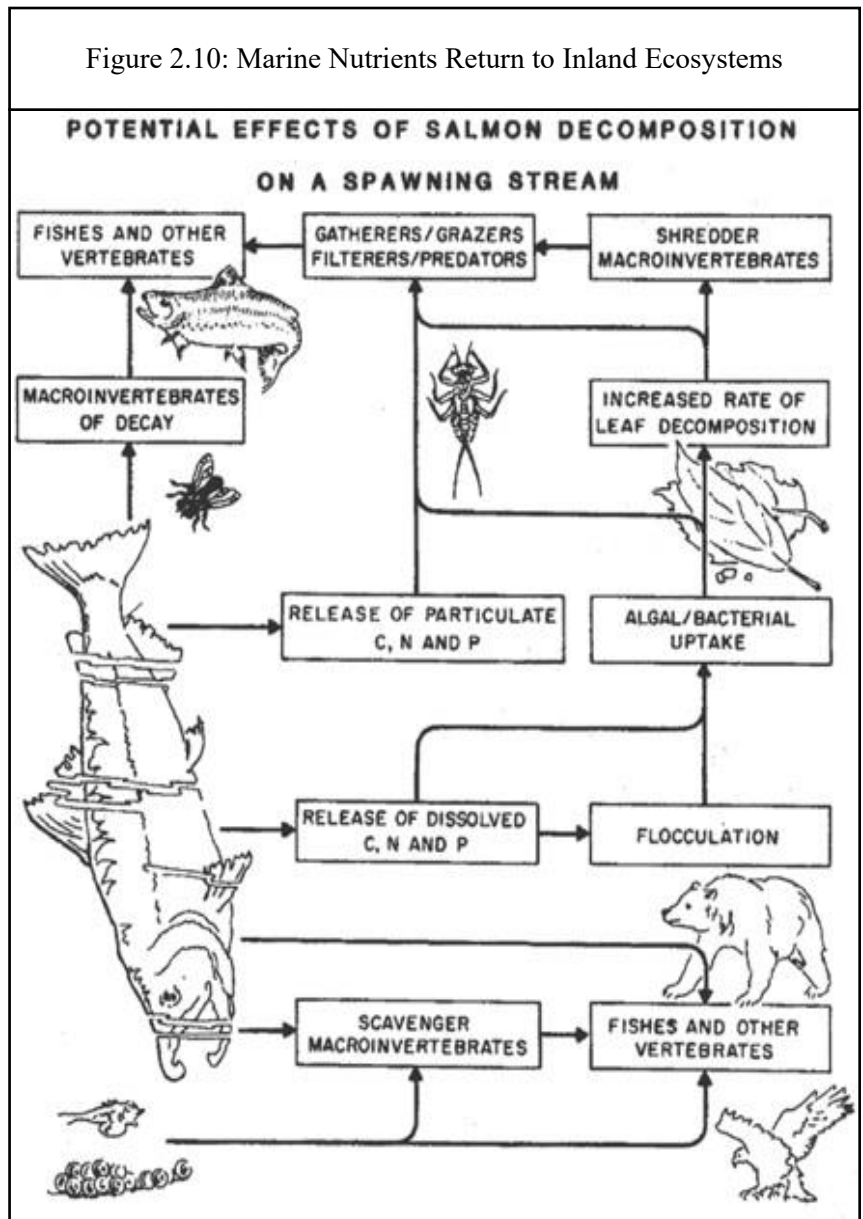 Figure 2.10: Marine Nutrients Return to Inland Ecosystems
POTENTIAL EFFECTS OF SALMON DECOMPOSITION
ON A SPAWNING STREAM
FISHES AND OTHER
VERTEBRATES
GATHERERS/GRAZERS
FILTERERS/PREDATORS
SHREDDER
MACROINVERTEBRATES
MACROINVERTEBRATES
OF DECAY
INCREASED RATE OF
LEAF DECOMPOSITION
RELEASE OF PARTICULATE
C, N AND P
ALGAL/BACTERIAL
UPTAKE
RELEASE OF DISSOLVED
C, N AND P
FLOCCULATION
SCAVENGER
MACROINVERTEBRATES
FISHES AND OTHER
VERTEBRATES